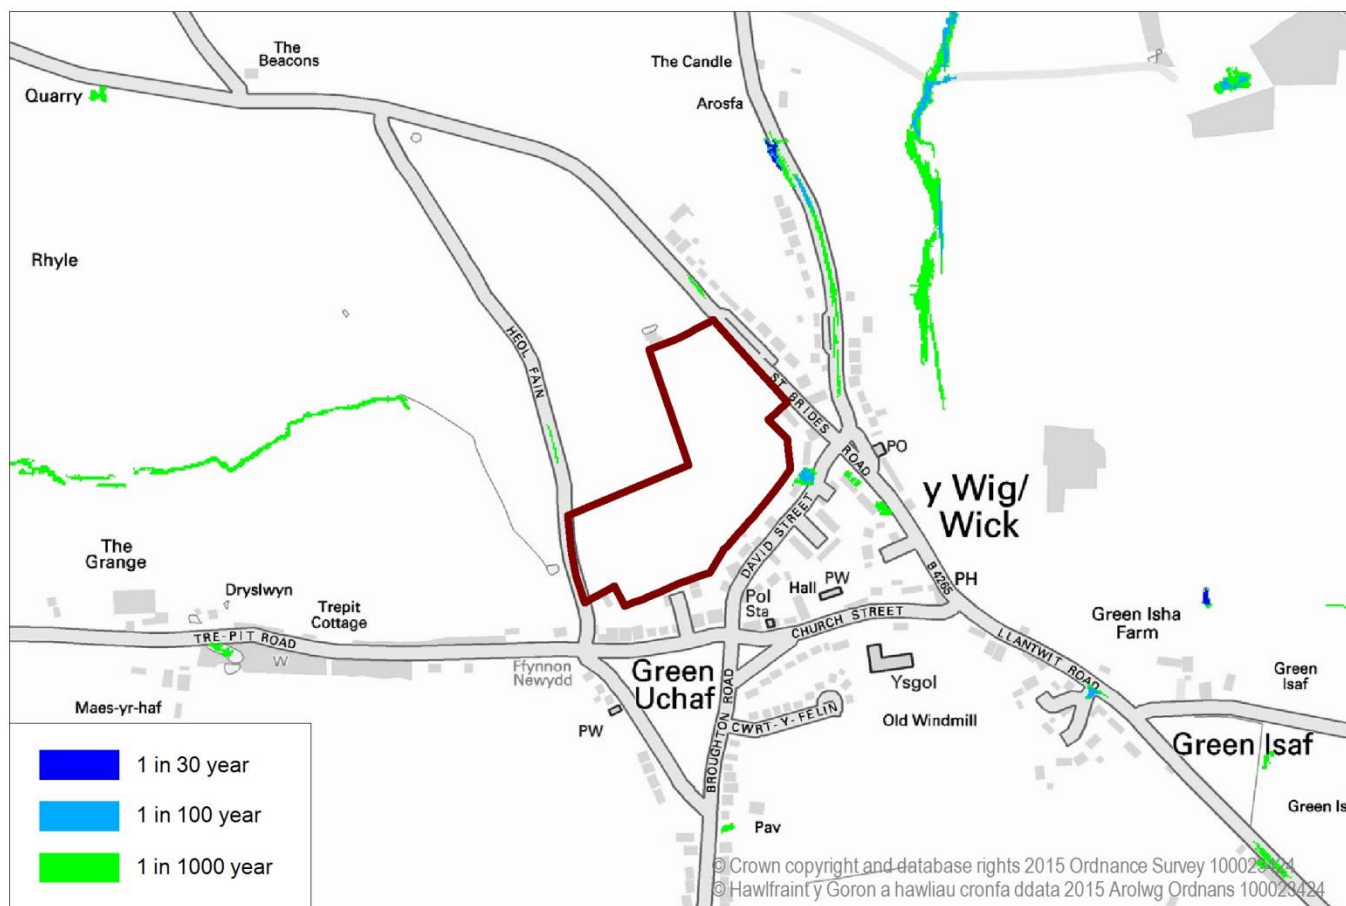 The
Beacons
Quarry
The Candle
Arosfa
Rhyle
HEOL FAIN
ST BRIDES
ROAD
PO
DAVID STREET
y Wig/
Wick
The
Grange
Dryslwyn
Trepit
Cottage
TRE-PIT ROAD
W
Maes-yr-haf
Ffynnon
Newydd
PW
Green
Uchaf
Pol
Sta
Hall
PW
CHURCH STREET
B 4265
PH
Ysgol
BROUGHTON ROAD
CWRT-Y-FELIN
Old Windmill
LLANTWIT ROAD
Green Isha
Farm
Green
Isaf
Green Isaf
Green Is
Pav
1 in 30 year
1 in 100 year
1 in 1000 year
© Crown copyright and database rights 2015 Ordnance Survey 100023424
© Hawlfraint y Goron a hawliau cronfa ddata 2015 Arolwg Ordnans 100023424